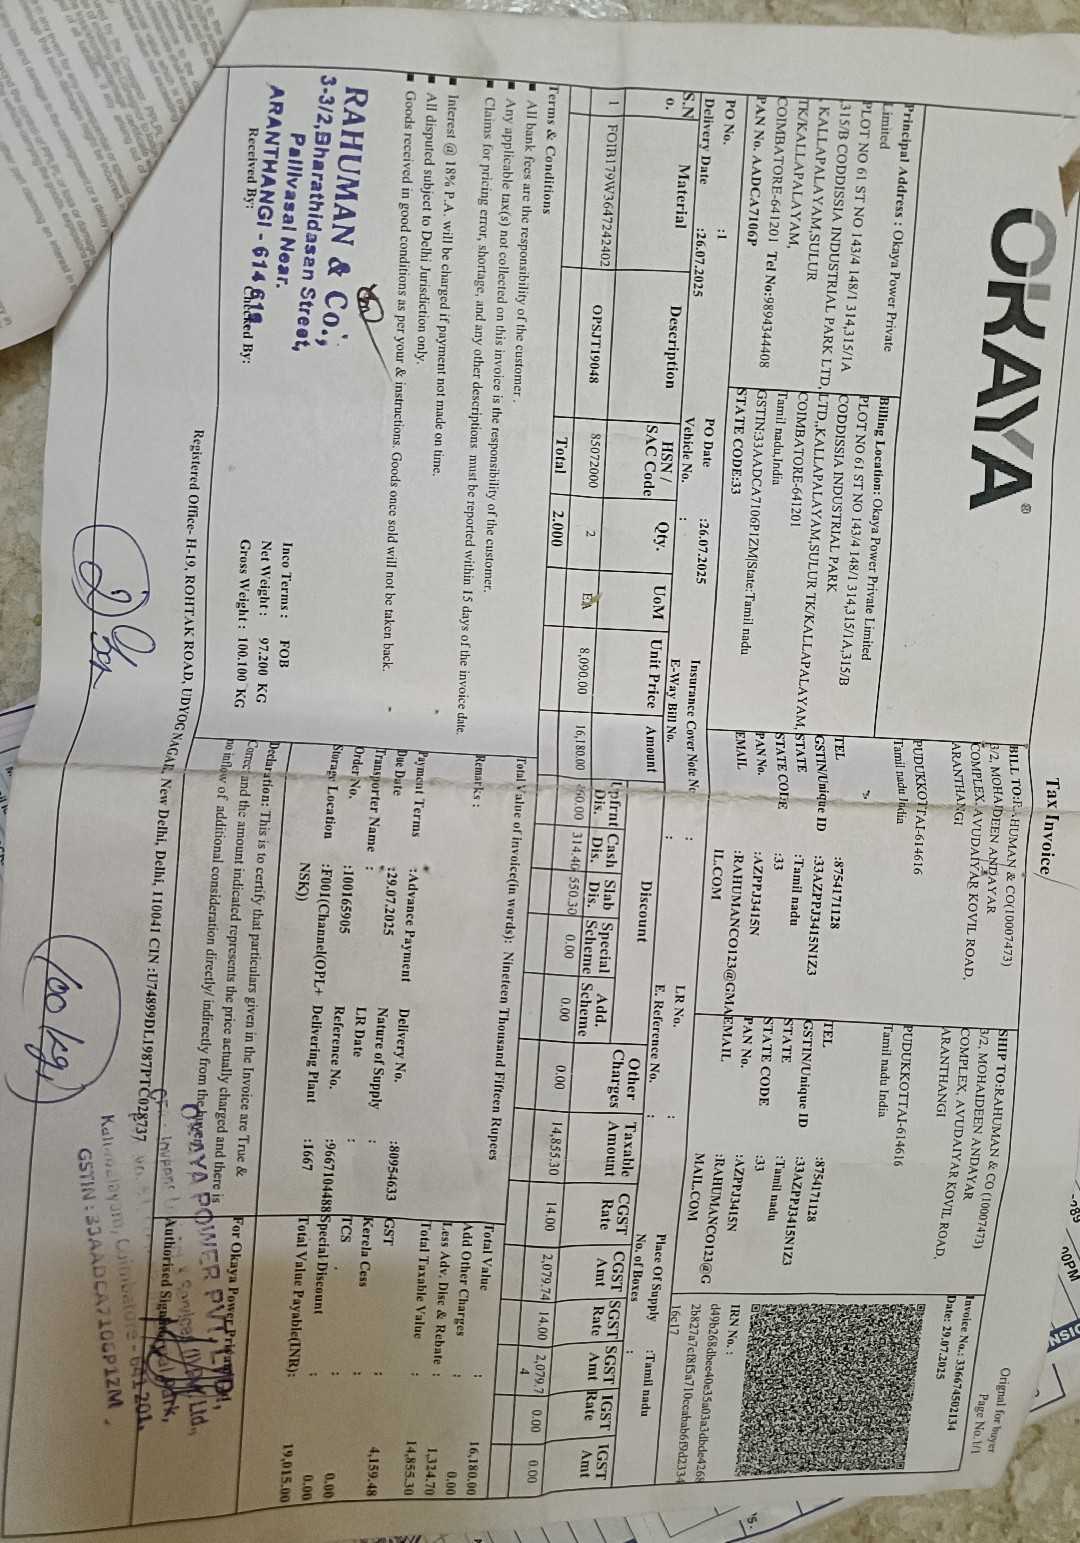 OKAYA®
Tax Invoice
Orignal for buyer
Page No.1/1
Principal Address : Okaya Power Private
Limited
PLOT NO 61 ST NO 143/4 148/1 314,315/1A
315/B CODDISSIA INDUSTRIAL PARK LTD,
KALLAPALAYAM,SULUR
TK/KALLAPALAYAM,
COIMBATORE-641201 Tel No:9894344408
PAN No. AADCA7106P
Billing Location: Okaya Power Private Limited
PLOT NO 61 ST NO 143/4 148/1 314,315/1A,315/B
CODDISSIA INDUSTRIAL PARK
LTD,,KALLAPALAYAM,SULUR TK/KALLAPALAYAM,
COIMBATORE-641201
Tamil nadu,India
GSTIN:33AADCA7106P1ZM|State:Tamil nadu
STATE CODE:33
BILL TO:RAHUMAN & CO(10007473)
3/2, MOHAIDEEN ANDAYAR
COMPLEX, AVUDAIYAR KOVIL ROAD,
ARANTHANGI
PUDUKKOTTAI-614616
Tamil nadu India
TEL :8754171128
GSTIN/Unique ID :33AZPPJ3415N1Z3
STATE :Tamil nadu
STATE CODE :33
PAN No. :AZPPJ3415N
EMAIL :RAHUMANCO123@GMA
IL.COM
SHIP TO:RAHUMAN & CO (10007473)
3/2, MOHAIDEEN ANDAYAR
COMPLEX, AVUDAIYAR KOVIL ROAD,
ARANTHANGI
PUDUKKOTTAI-614616
Tamil nadu India
TEL :8754171128
GSTIN/Unique ID :33AZPPJ3415N1Z3
STATE :Tamil nadu
STATE CODE :33
PAN No. :AZPPJ3415N
EMAIL :RAHUMANCO123@G
MAIL.COM
Invoice No.: 336674502134
Date: 29.07.2025
IRN No. :
d49b268dbee40e35a03a3dbde4268
2b827a7cf8f5a710ceabab6f9d2334
16c17
PO No. :1 PO Date :26.07.2025 Insurance Cover Note No. : LR No. : Place Of Supply :Tamil nadu
Delivery Date :26.07.2025 Vehicle No. : E-Way Bill No. : E. Reference No. : No. of Boxes :
S.N o. Material Description HSN / SAC Code Qty. UoM Unit Price Amount Discount Other Charges Taxable Amount CGST Rate CGST Amt SGST Rate SGST Amt IGST Rate IGST Amt
Upfrnt Dis. Cash Dis. Slab Dis. Special Scheme Add. Scheme
1 FOIB179W3647242402 OPSJT19048 85072000 2 EA 8,090.00 16,180.00 460.00 314.40 550.30 0.00 0.00 0.00 14,855.30 14.00 2,079.74 14.00 2,079.74 0.00 0.00
Total 2.000
Terms & Conditions
All bank fees are the responsibility of the customer .
Any applicable tax(s) not collected on this invoice is the responsibility of the customer.
Claims for pricing error, shortage, and any other descriptions must be reported within 15 days of the invoice date.
Interest @ 18% P.A. will be charged if payment not made on time.
All disputed subject to Delhi Jurisdiction only.
Goods received in good conditions as per your & instructions. Goods once sold will not be taken back.
Total Value of invoice(in words): Nineteen Thousand Fifteen Rupees
Remarks :
Payment Terms :Advance Payment Delivery No. :80954633
Due Date :29.07.2025 Nature of Supply :
Transporter Name : LR Date :
Order No. :100165905 Reference No. :9667104488
Storage Location :F001(Channel(OPL+ NSK)) Delivering Plant :1667
Total Value : 16,180.00
Add Other Charges : 0.00
Less Adv. Disc & Rebate : 1,324.70
Total Taxable Value : 14,855.30
GST : 4,159.48
Kerela Cess :
TCS : 0.00
Special Discount : 0.00
Total Value Payable(INR): 19,015.00
RAHUMAN & Co.,
3-3/2,Bharathidasan Street,
Pallivasal Near.
ARANTHANGI - 614 616
Received By:
Checked By:
Inco Terms : FOB
Net Weight : 97.200 KG
Gross Weight : 100.100 KG
Declaration: This is to certify that particulars given in the Invoice are True &
Correct and the amount indicated represents the price actually charged and there is
no inflow of additional consideration directly/ indirectly from the buyer.
For Okaya Power Private Ltd.
Authorised Signatory
OKAYA POWER PVT. LTD.,
Kallapalayam, Coimbatore - 641 201.
GSTIN : 33AADCA7106P1ZM
Registered Office- H-19, ROHTAK ROAD, UDYOG NAGAR, New Delhi, Delhi, 110041 CIN :U74899DL1987PTC028737
100 kg,